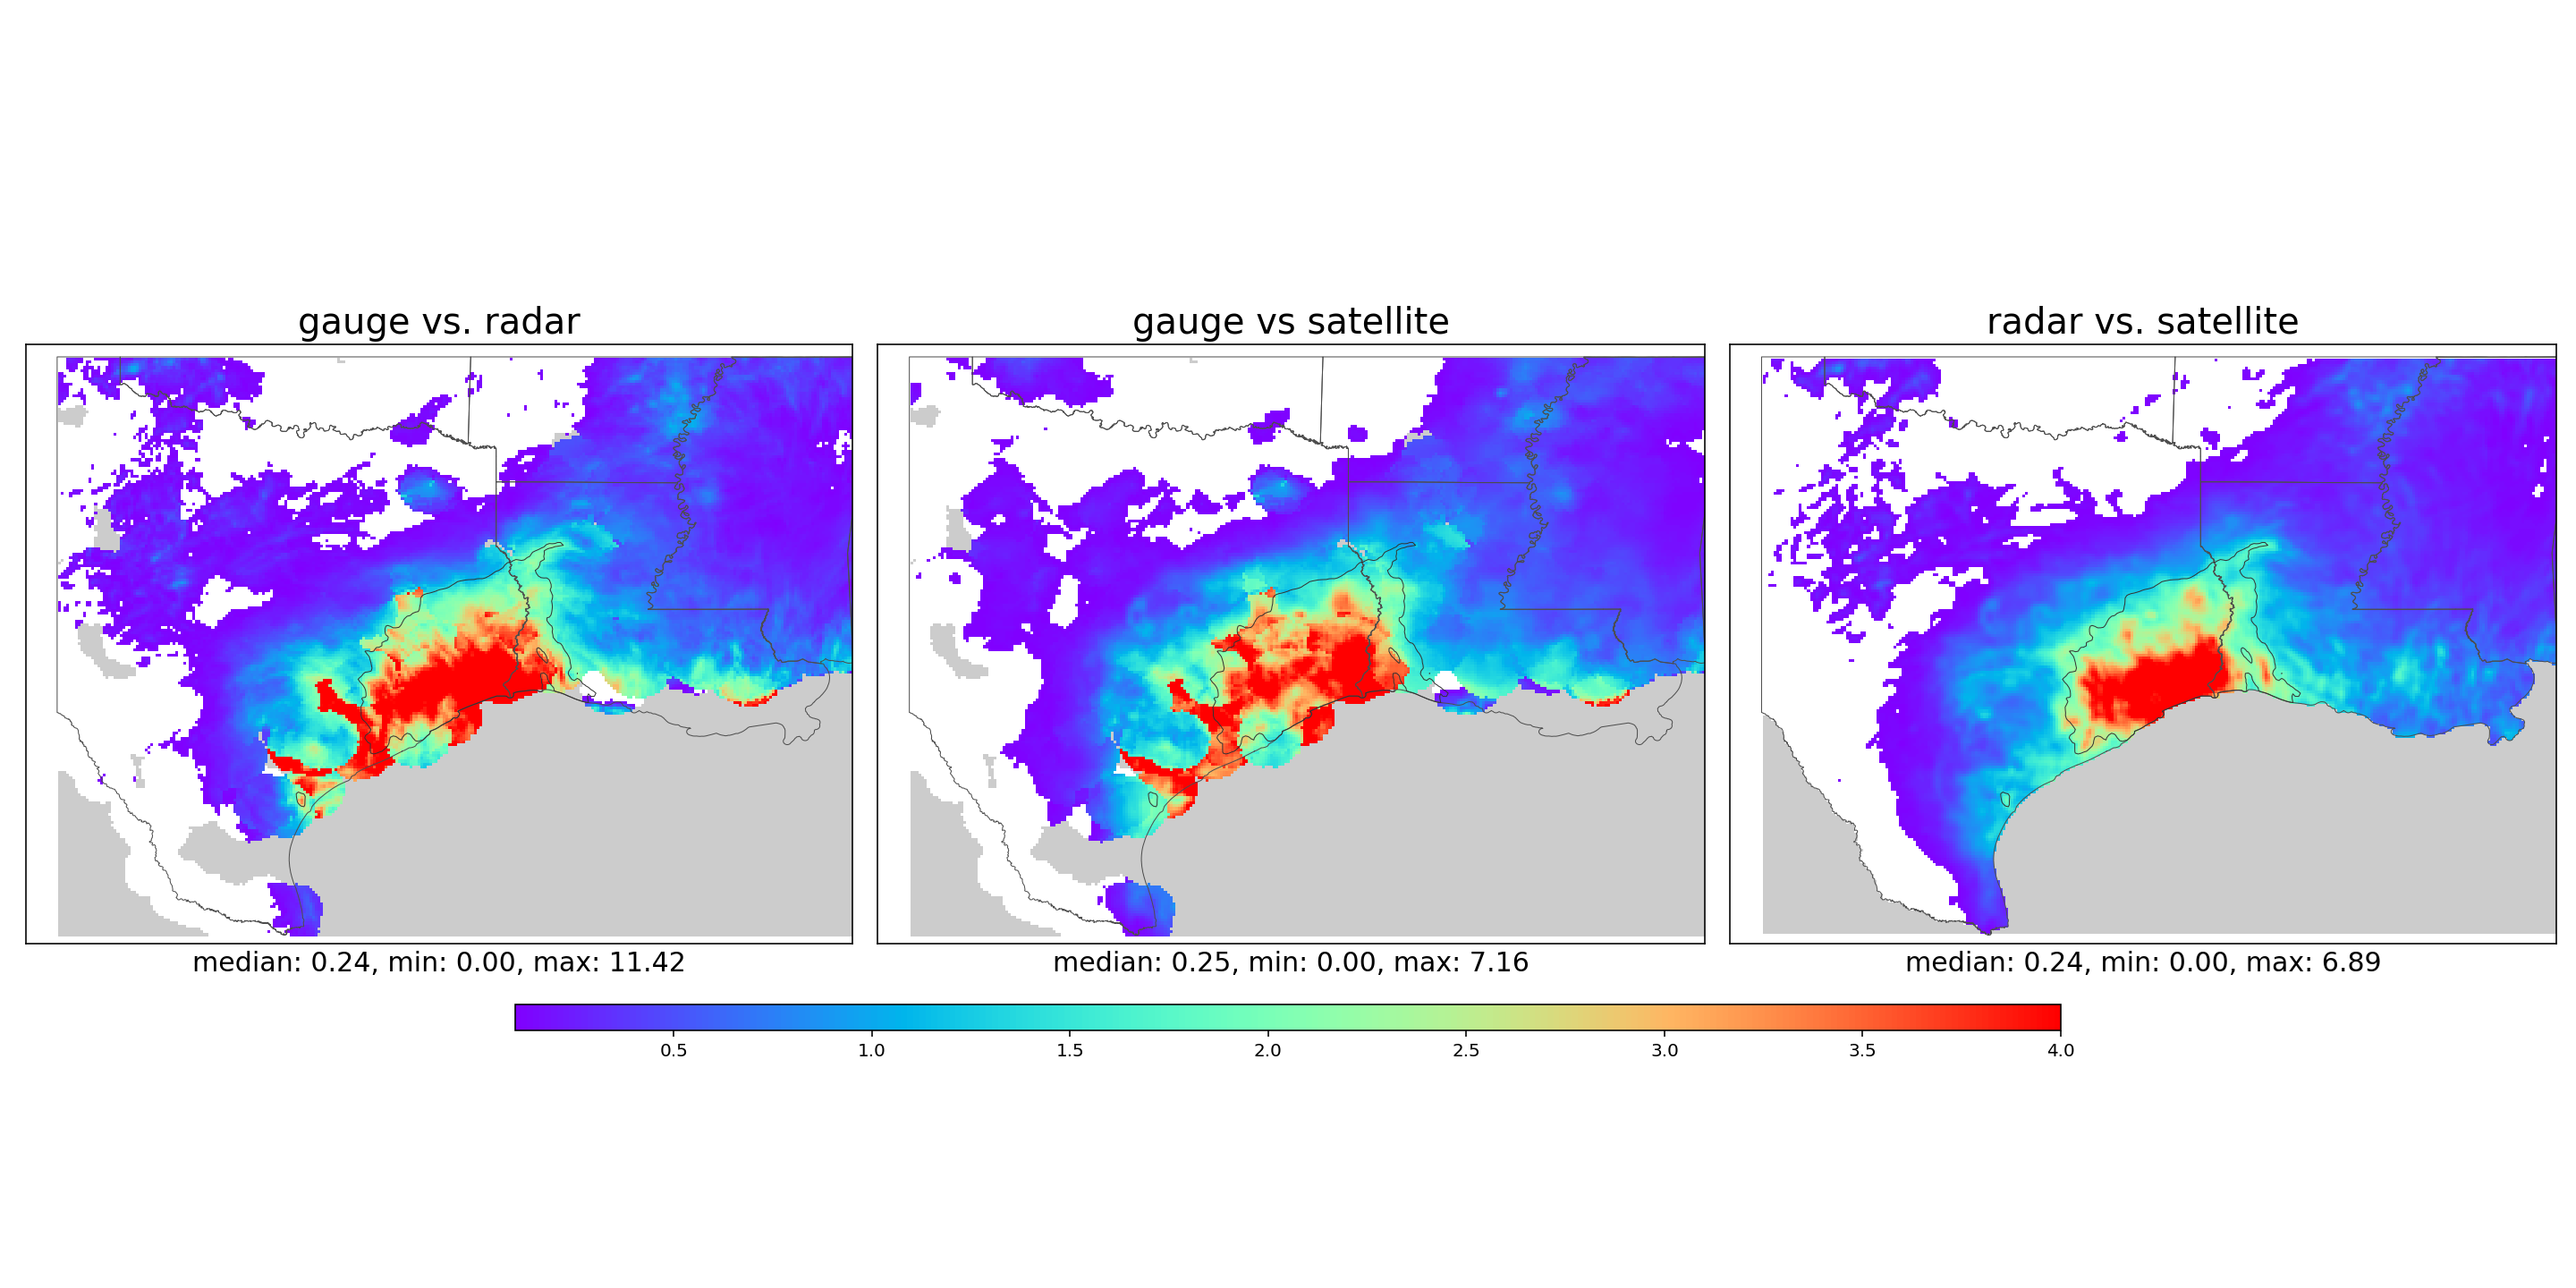 gauge vs. radar
gauge vs satellite
radar vs. satellite
median: 0.24, min: 0.00, max: 11.42
median: 0.25, min: 0.00, max: 7.16
median: 0.24, min: 0.00, max: 6.89
0.5 1.0 1.5 2.0 2.5 3.0 3.5 4.0